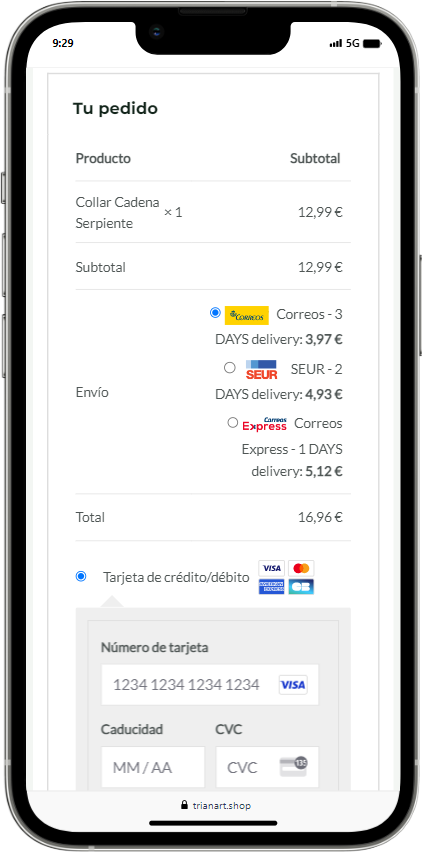 9:29 5G
Tu pedido
Producto Subtotal
Collar Cadena
Serpiente × 1 12,99 €
Subtotal 12,99 €
CORREOS Correos - 3
DAYS delivery: 3,97 €
SEUR SEUR - 2
DAYS delivery: 4,93 €
Envío
Correos Express Correos
Express - 1 DAYS
delivery: 5,12 €
Total 16,96 €
Tarjeta de crédito/débito VISA AMERICAN EXPRESS CB
Número de tarjeta
1234 1234 1234 1234 VISA
Caducidad CVC
MM / AA CVC 135
trianart.shop